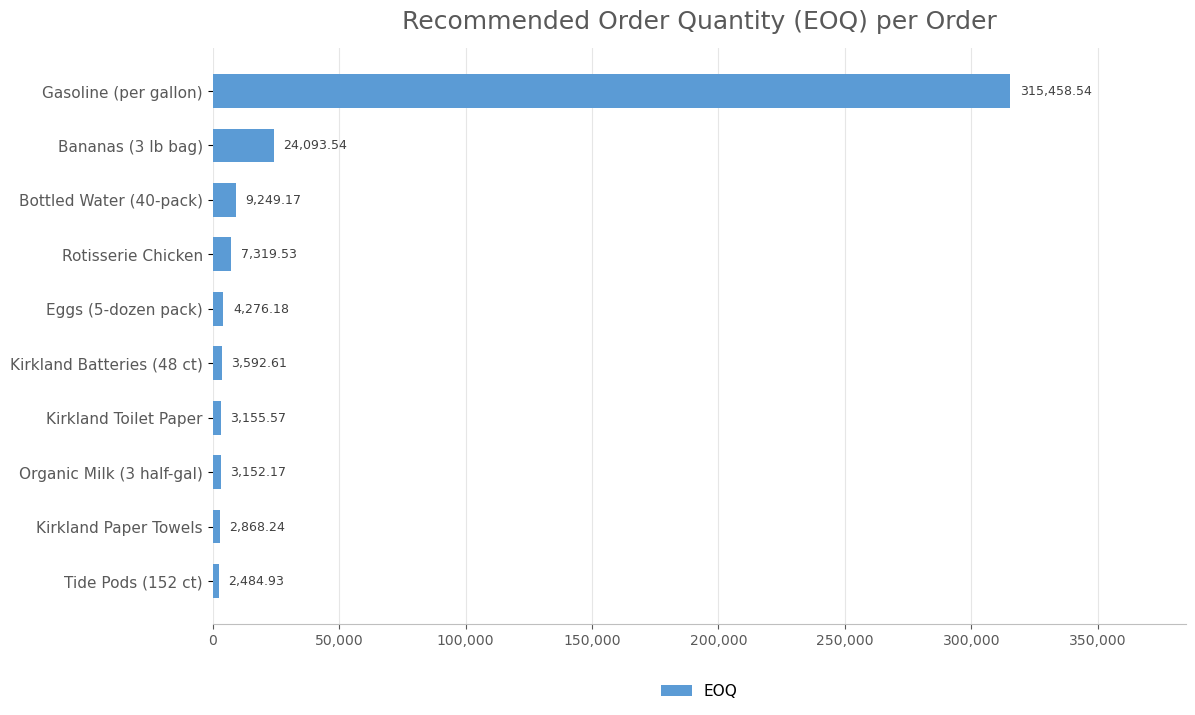 Recommended Order Quantity (EOQ) per Order
Gasoline (per gallon)
315,458.54
Bananas (3 lb bag)
24,093.54
Bottled Water (40-pack)
9,249.17
Rotisserie Chicken
7,319.53
Eggs (5-dozen pack)
4,276.18
Kirkland Batteries (48 ct)
3,592.61
Kirkland Toilet Paper
3,155.57
Organic Milk (3 half-gal)
3,152.17
Kirkland Paper Towels
2,868.24
Tide Pods (152 ct)
2,484.93
0 50,000 100,000 150,000 200,000 250,000 300,000 350,000
EOQ